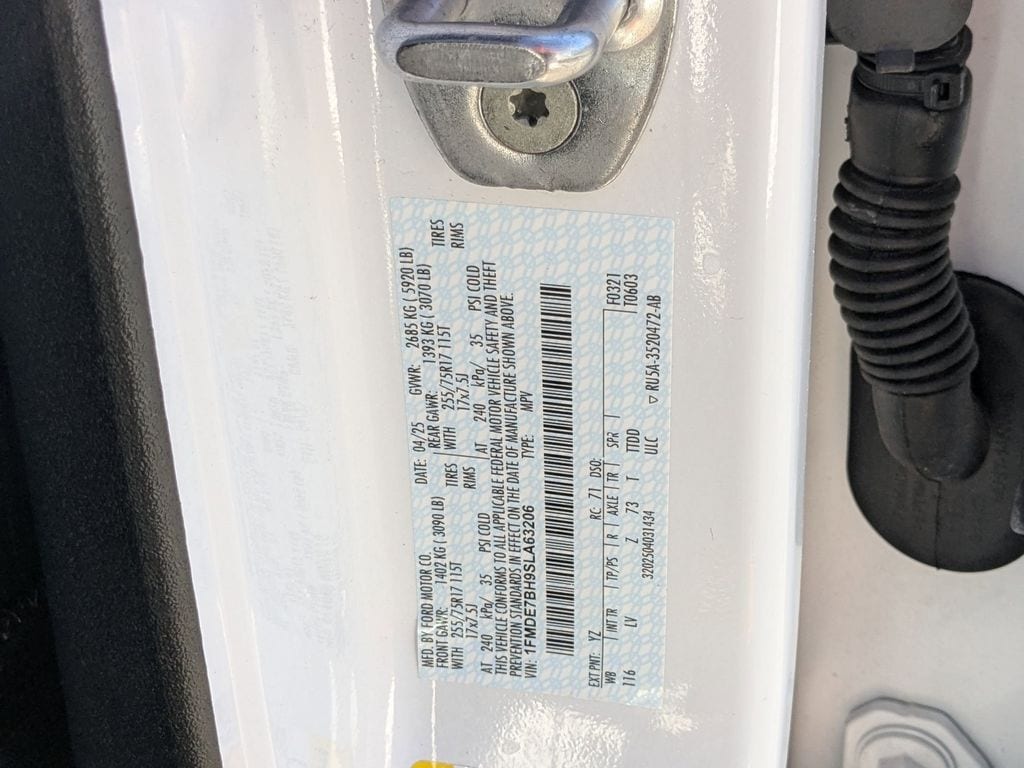 MFD. BY FORD MOTOR CO.
DATE: 04/25 GVWR: 2685 KG ( 5920 LB)
FRONT GAWR: 1402 KG ( 3090 LB) REAR GAWR: 1393 KG ( 3070 LB)
WITH 255/75R17 115T TIRES WITH 255/75R17 115T TIRES
17x7.5J RIMS 17x7.5J RIMS
AT 240 kPa/ 35 PSI COLD AT 240 kPa/ 35 PSI COLD
THIS VEHICLE CONFORMS TO ALL APPLICABLE FEDERAL MOTOR VEHICLE SAFETY AND THEFT
PREVENTION STANDARDS IN EFFECT ON THE DATE OF MANUFACTURE SHOWN ABOVE.
VIN: 1FMDE7BH9SLA63206 TYPE: MPV
EXT PNT: YZ RC: 71 DSO: F0321
WB INT TR TP/PS R AXLE TR SPR T0603
116 LV Z 73 T TTDD
3202504031434 ULC ▽ RU5A-3520472-AB